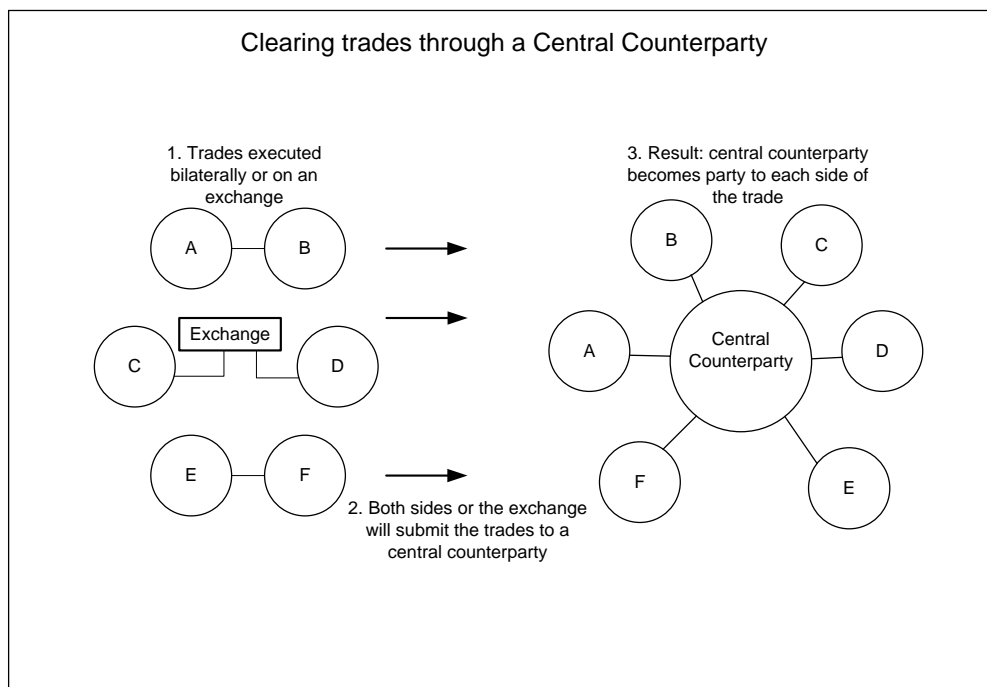 Clearing trades through a Central Counterparty
1. Trades executed
bilaterally or on an
exchange
A
B
Exchange
C
D
E
F
2. Both sides or the exchange
will submit the trades to a
central counterparty
3. Result: central counterparty
becomes party to each side of
the trade
B
C
A
Central
Counterparty
D
F
E